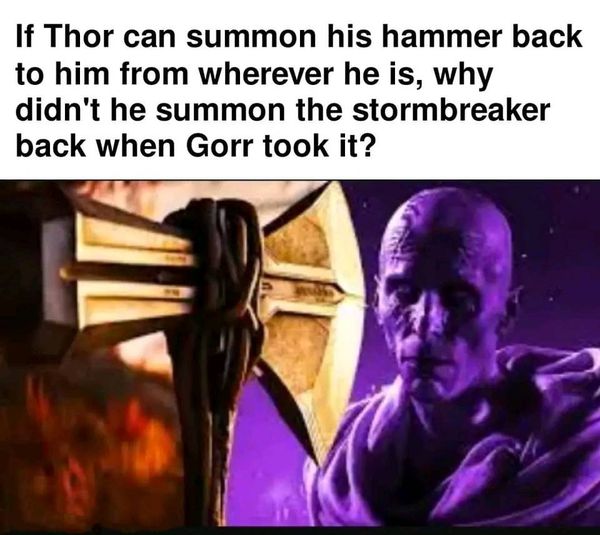 If Thor can summon his hammer back
to him from wherever he is, why
didn't he summon the stormbreaker
back when Gorr took it?